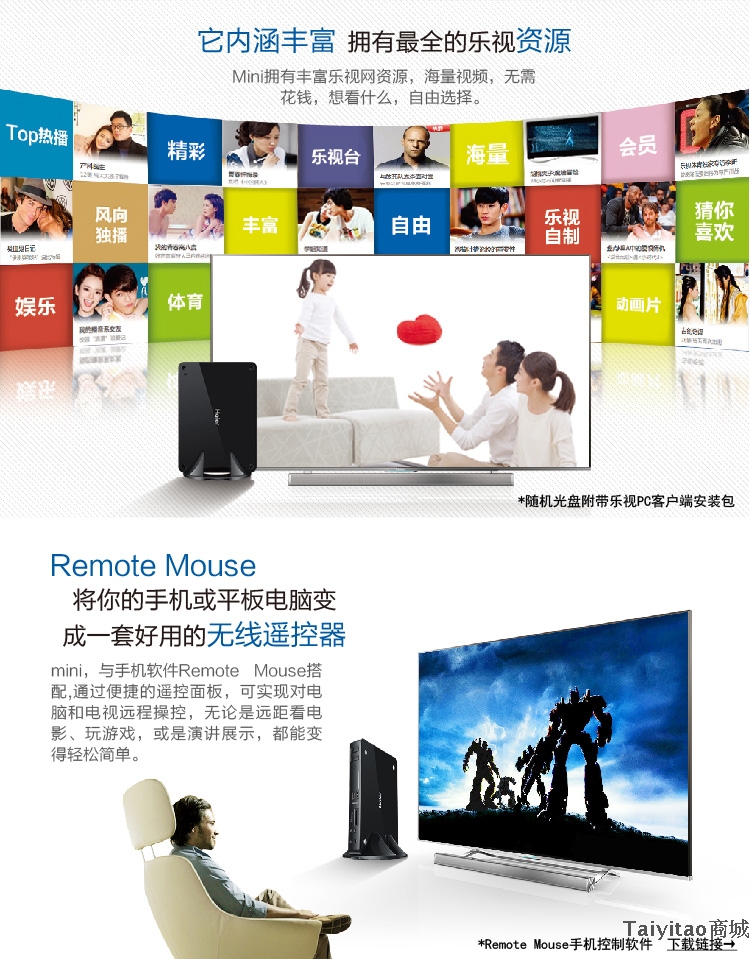 它内涵丰富 拥有最全的乐视资源
Mini拥有丰富乐视网资源，海量视频，无需
花钱，想看什么，自由选择。
Top热播
精彩
乐视台
海量
会员
风向
独播
丰富
自由
乐视
自制
猜你
喜欢
娱乐
体育
动画片
Haier
*随机光盘附带乐视PC客户端安装包
Remote Mouse
将你的手机或平板电脑变
成一套好用的无线遥控器
mini，与手机软件Remote Mouse搭
配,通过便捷的遥控面板，可实现对电
脑和电视远程操控，无论是远距看电
影、玩游戏，或是演讲展示，都能变
得轻松简单。
Taiyitao商城
*Remote Mouse手机控制软件 下载链接→